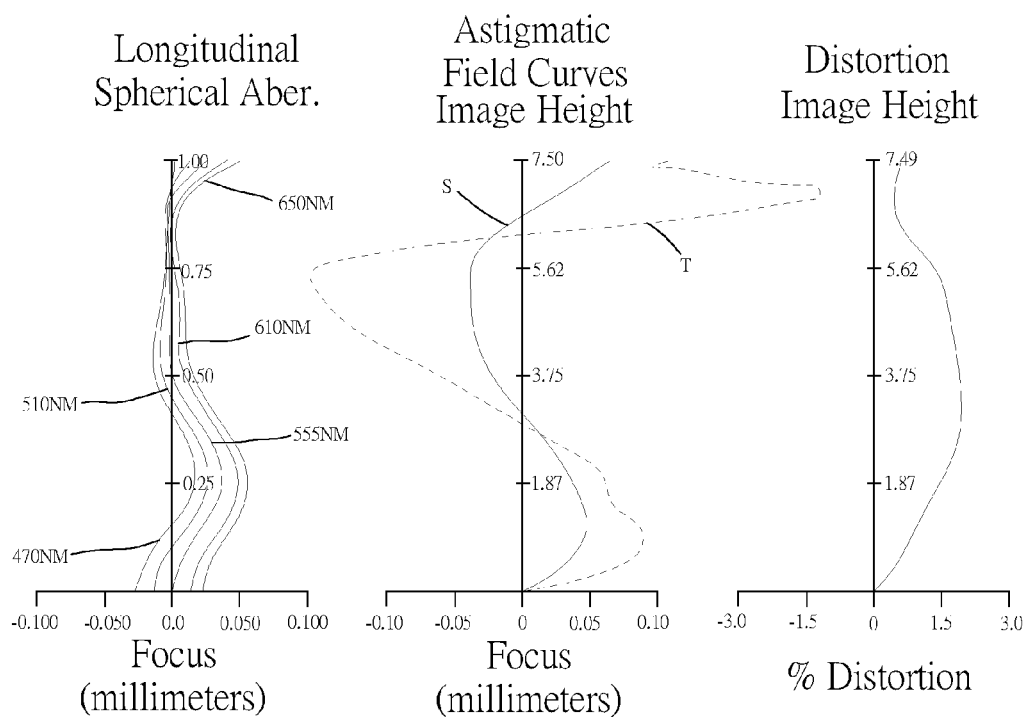 Longitudinal
Spherical Aber.
1.00
650NM
0.75
610NM
0.50
510NM
555NM
0.25
470NM
-0.100 -0.050 0.0 0.050 0.100
Focus
(millimeters)
Astigmatic
Field Curves
Image Height
7.50
S
T
5.62
3.75
1.87
-0.10 -0.05 0 0.05 0.10
Focus
(millimeters)
Distortion
Image Height
7.49
5.62
3.75
1.87
-3.0 -1.5 0 1.5 3.0
% Distortion